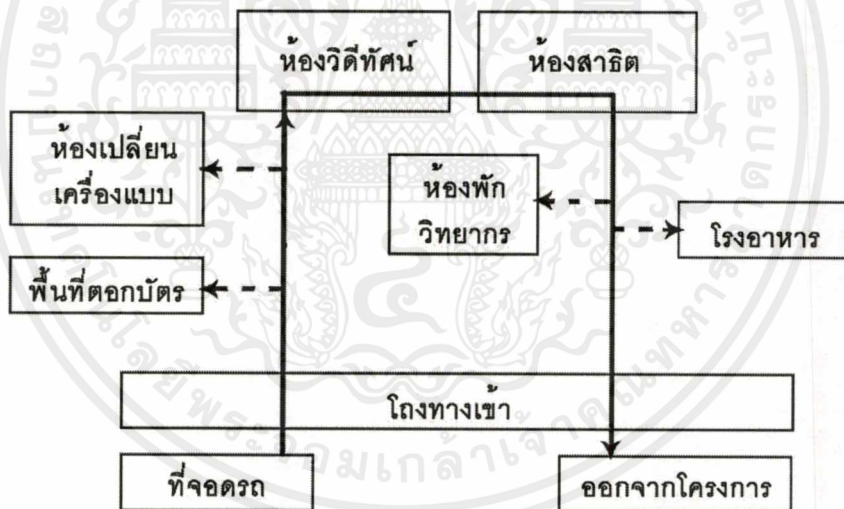 ห้องวิดีทัศน์
ห้องสาธิต
ห้องเปลี่ยน
เครื่องแบบ
ห้องพัก
วิทยากร
โรงอาหาร
พื้นที่ตอกบัตร
โถงทางเข้า
ที่จอดรถ
ออกจากโครงการ